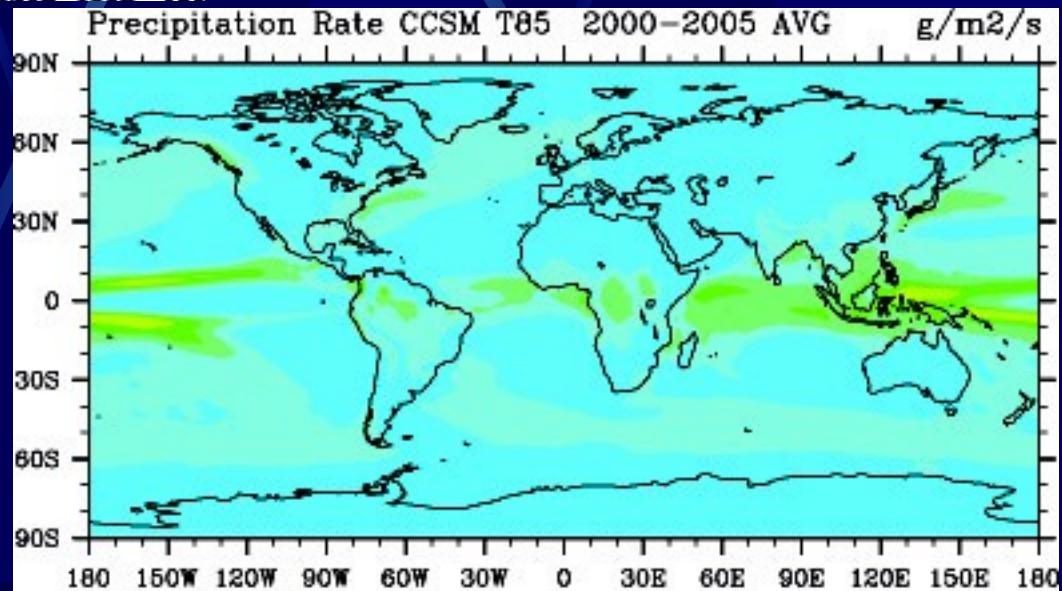 Precipitation Rate CCSM T85 2000-2005 AVG g/m2/s
90N
60N
30N
0
30S
60S
90S
180 150W 120W 90W 60W 30W 0 30E 60E 90E 120E 150E 180